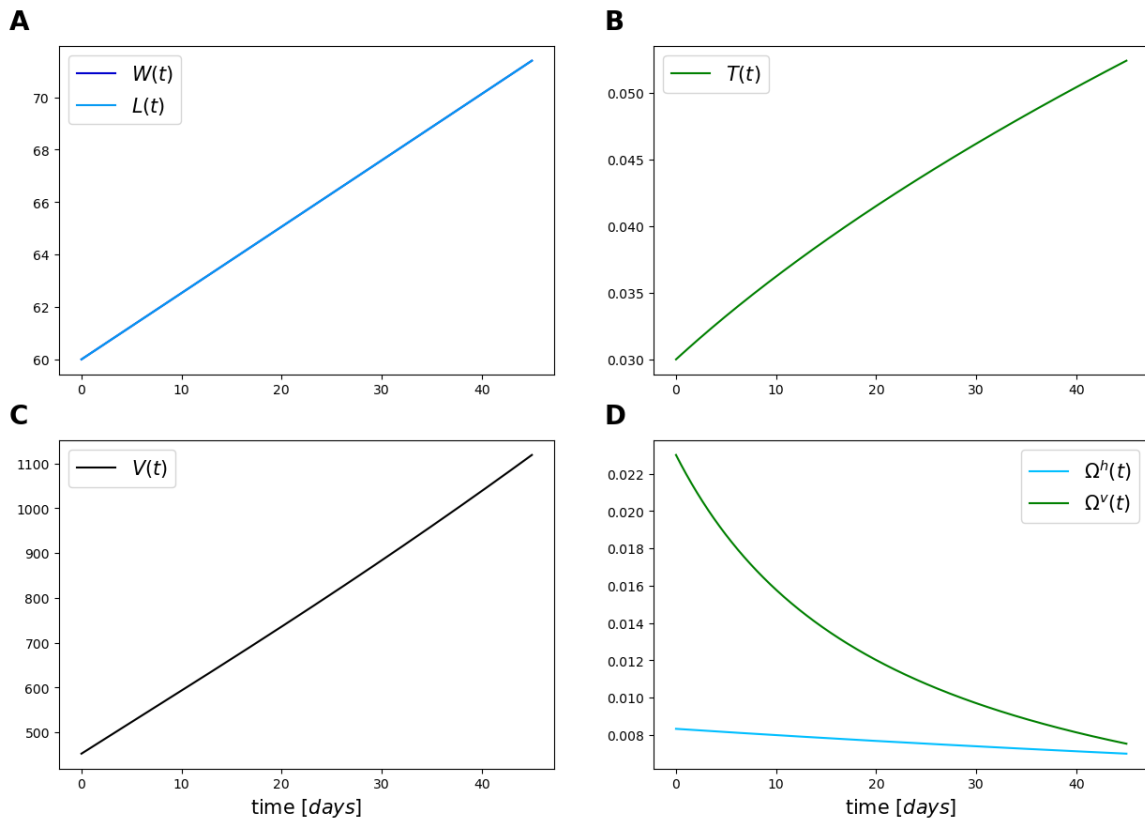 A
W(t)
L(t)
70
68
66
64
62
60
0 10 20 30 40
B
T(t)
0.050
0.045
0.040
0.035
0.030
0 10 20 30 40
C
V(t)
1100
1000
900
800
700
600
500
0 10 20 30 40
time [days]
D
Ωʰ(t)
Ωᵛ(t)
0.022
0.020
0.018
0.016
0.014
0.012
0.010
0.008
0 10 20 30 40
time [days]